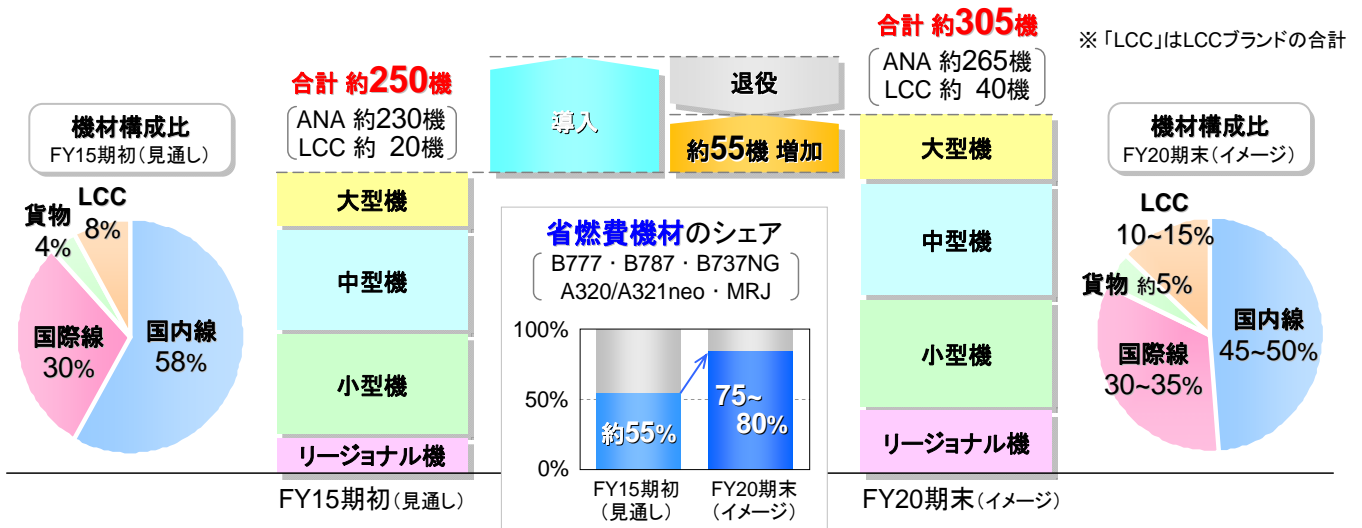 合計 約305機
ANA 約265機
LCC 約 40機
※ 「LCC」はLCCブランドの合計
合計 約250機
ANA 約230機
LCC 約 20機
導入
退役
約55機 増加
機材構成比
FY15期初(見通し)
LCC
8%
貨物
4%
国際線
30%
国内線
58%
大型機
中型機
小型機
リージョナル機
FY15期初(見通し)
省燃費機材のシェア
B777・B787・B737NG
A320/A321neo・MRJ
100%
50%
0%
約55%
75~
80%
FY15期初
(見通し)
FY20期末
(イメージ)
大型機
中型機
小型機
リージョナル機
FY20期末(イメージ)
機材構成比
FY20期末(イメージ)
LCC
10~15%
貨物 約5%
国際線
30~35%
国内線
45~50%